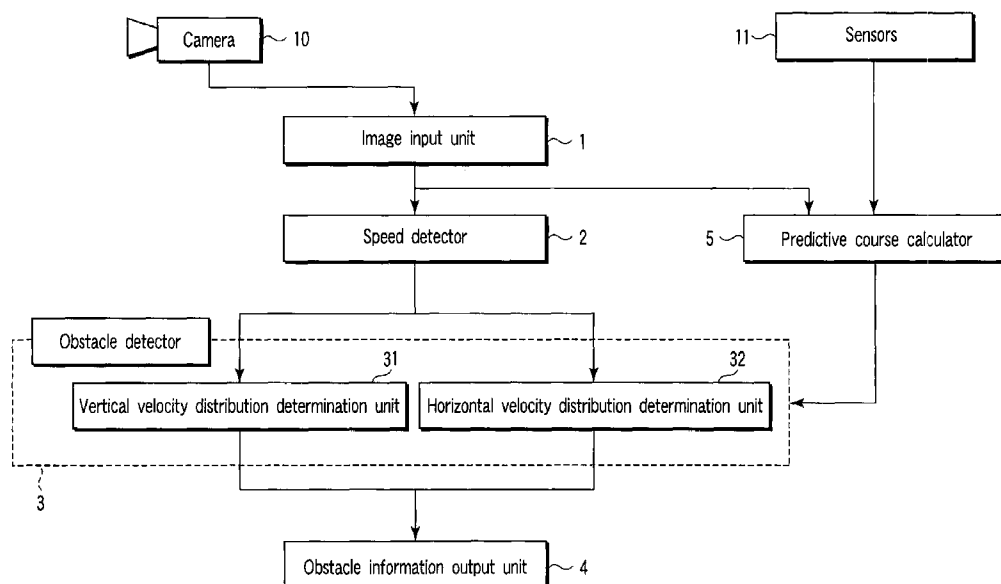 Camera
10
11
Sensors
Image input unit
1
Speed detector
2
5
Predictive course calculator
Obstacle detector
31
32
Vertical velocity distribution determination unit
Horizontal velocity distribution determination unit
3
Obstacle information output unit
4